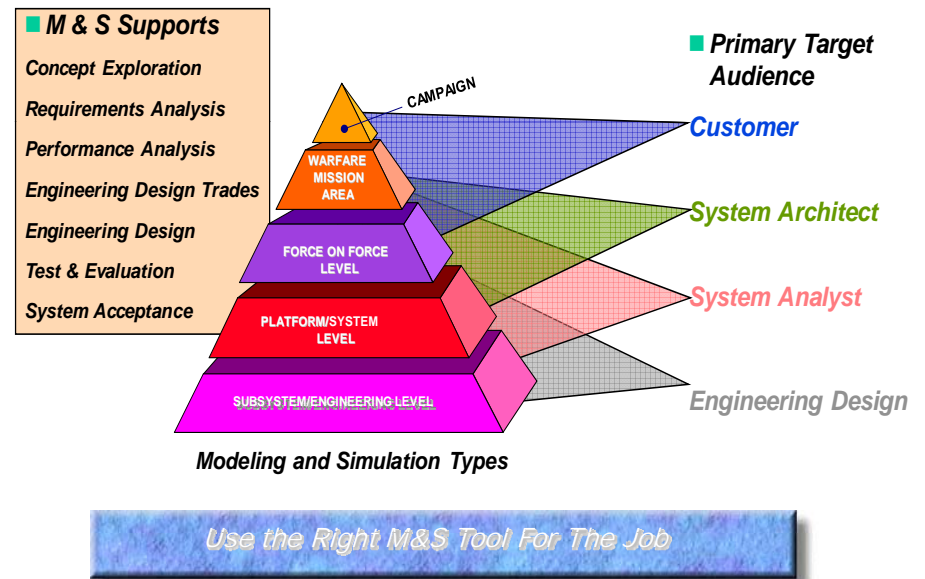 M & S Supports
Concept Exploration
Requirements Analysis
Performance Analysis
Engineering Design Trades
Engineering Design
Test & Evaluation
System Acceptance
CAMPAIGN
WARFARE
MISSION
AREA
FORCE ON FORCE
LEVEL
PLATFORM/SYSTEM
LEVEL
SUBSYSTEM/ENGINEERING LEVEL
Modeling and Simulation Types
Primary Target
Audience
Customer
System Architect
System Analyst
Engineering Design
Use the Right M&S Tool For The Job